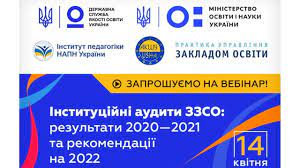 ДЕРЖАВНА
СЛУЖБА
ЯКОСТІ ОСВІТИ
УКРАЇНИ
МІНІСТЕРСТВО
ОСВІТИ І НАУКИ
УКРАЇНИ
Інститут педагогіки
НАПН України
ПРАКТИКА УПРАВЛІННЯ
ЗАКЛАДОМ ОСВІТИ
ЗАПРОШУЄМО НА ВЕБІНАР!
Інституційні аудити ЗЗСО:
результати 2020—2021
та рекомендації
на 2022
14
квітня